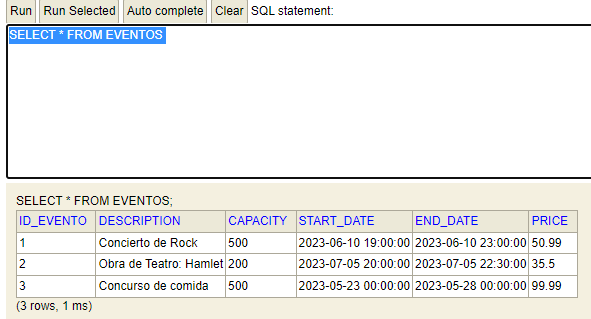 Run Run Selected Auto complete Clear SQL statement:
SELECT * FROM EVENTOS
SELECT * FROM EVENTOS;
ID_EVENTO DESCRIPTION CAPACITY START_DATE END_DATE PRICE
1 Concierto de Rock 500 2023-06-10 19:00:00 2023-06-10 23:00:00 50.99
2 Obra de Teatro: Hamlet 200 2023-07-05 20:00:00 2023-07-05 22:30:00 35.5
3 Concurso de comida 500 2023-05-23 00:00:00 2023-05-28 00:00:00 99.99
(3 rows, 1 ms)